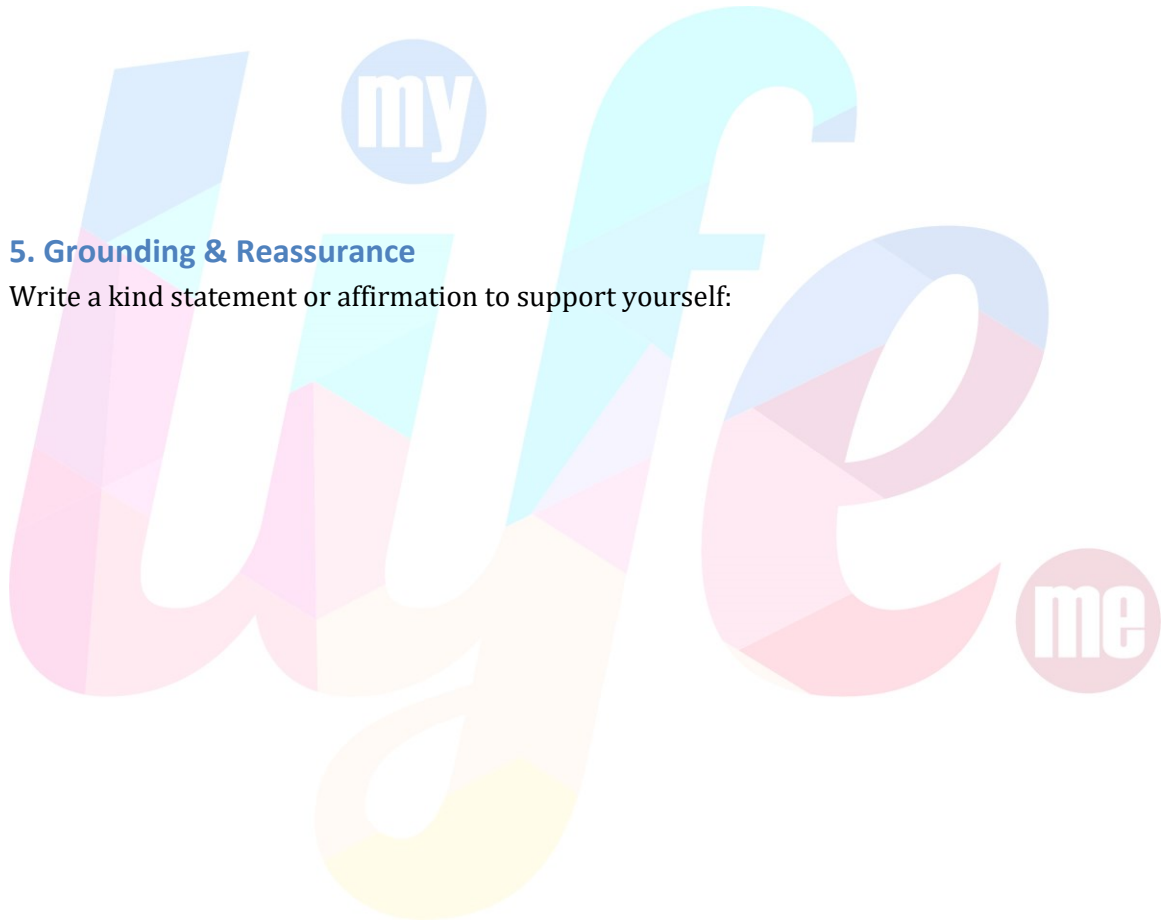 my
life.
me
5. Grounding & Reassurance
Write a kind statement or affirmation to support yourself: